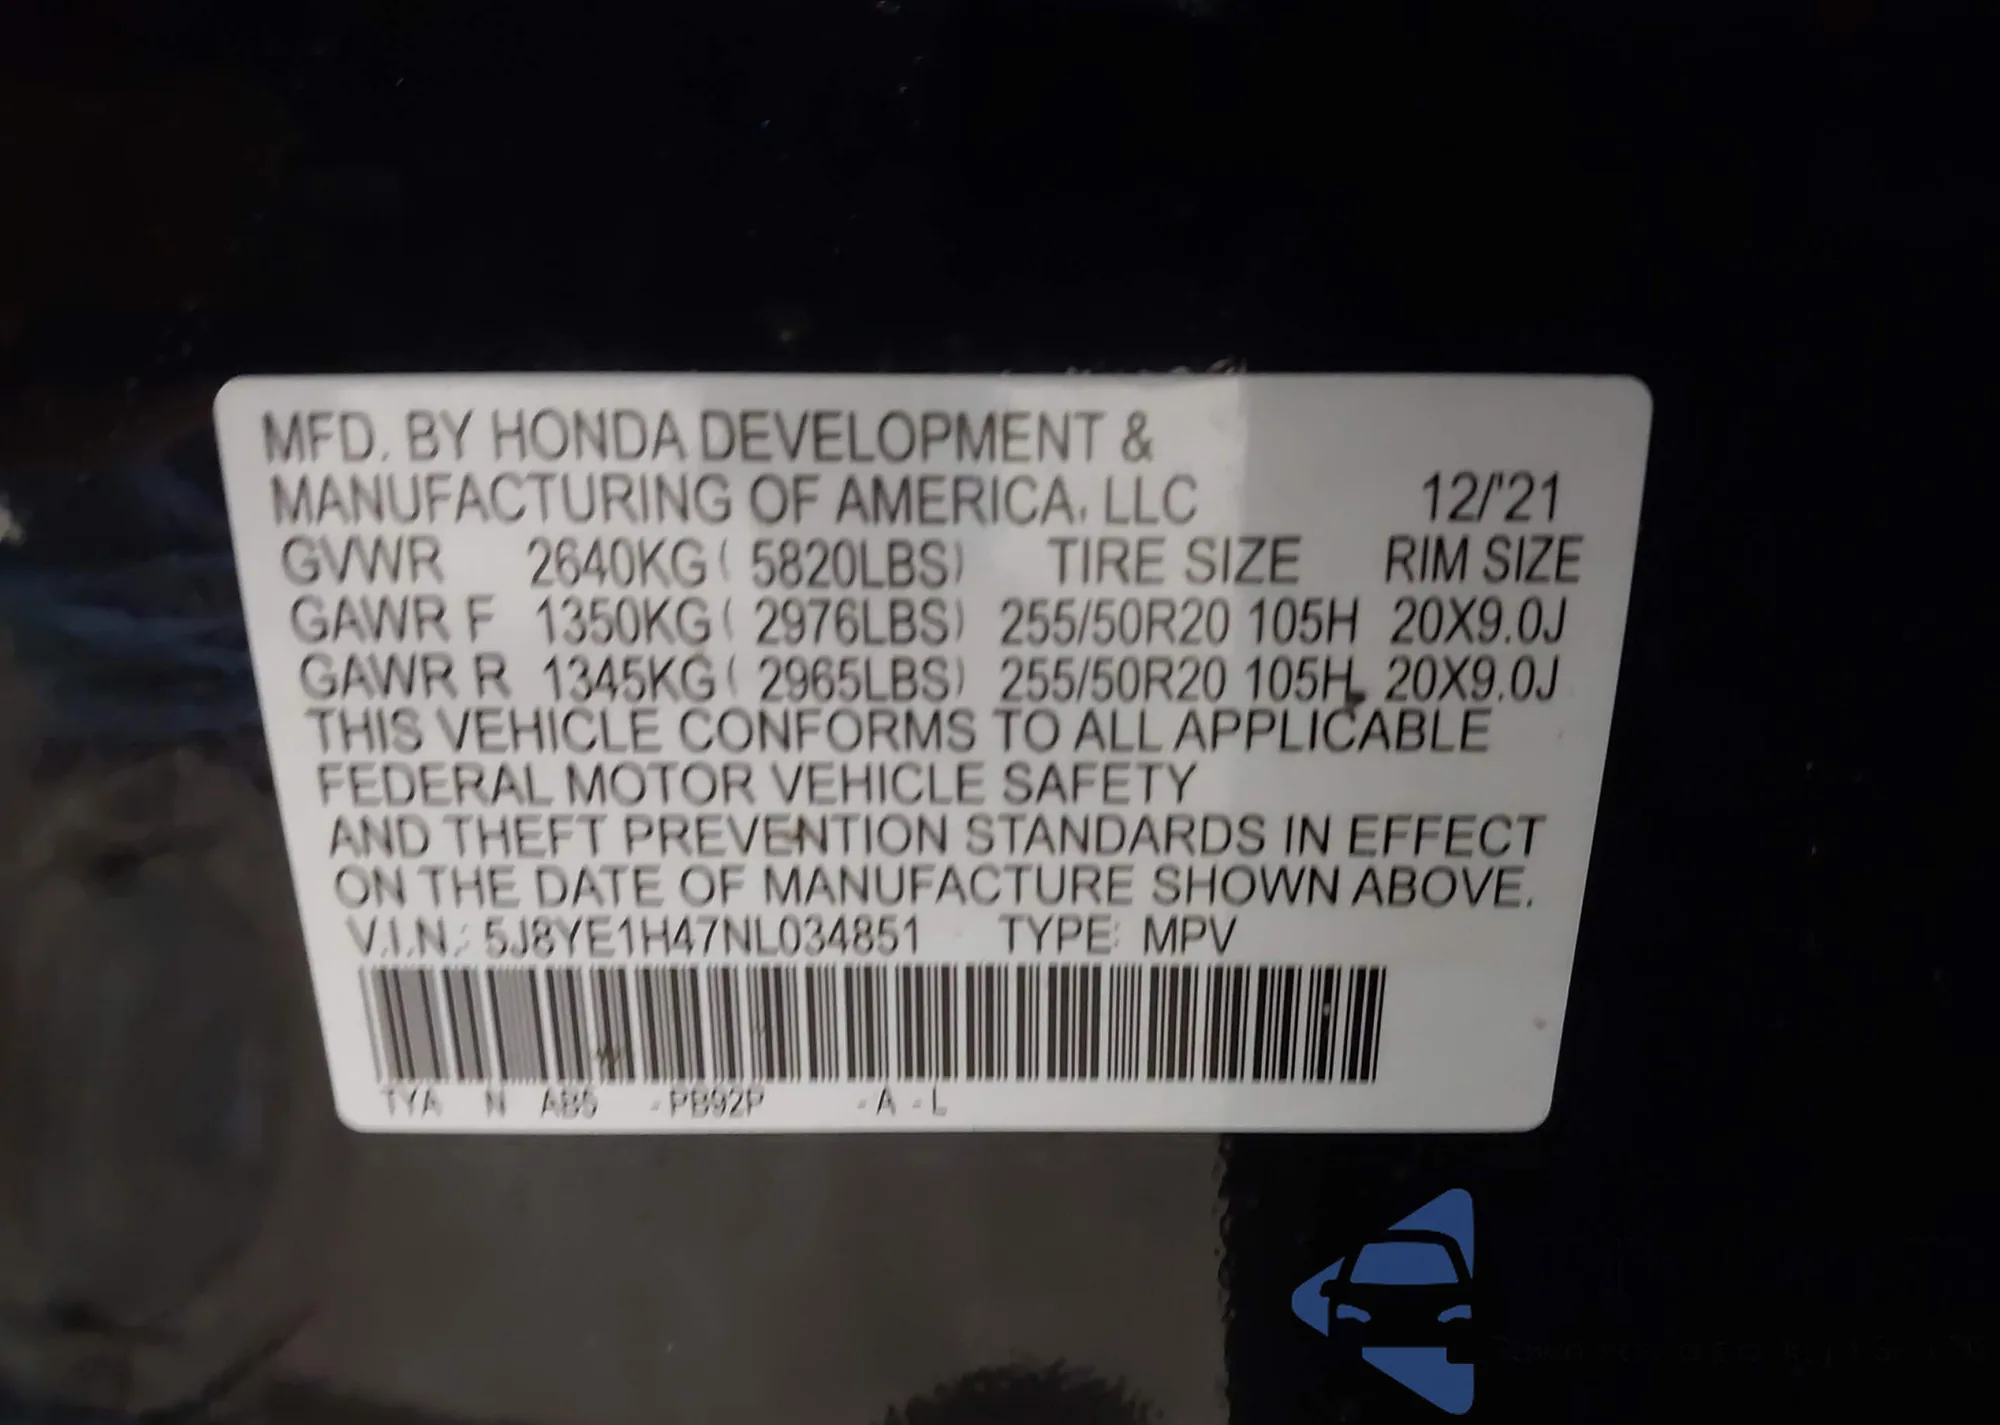 MFD. BY HONDA DEVELOPMENT &
MANUFACTURING OF AMERICA, LLC 12/'21
GVWR 2640KG ( 5820LBS) TIRE SIZE RIM SIZE
GAWR F 1350KG ( 2976LBS) 255/50R20 105H 20X9.0J
GAWR R 1345KG ( 2965LBS) 255/50R20 105H 20X9.0J
THIS VEHICLE CONFORMS TO ALL APPLICABLE
FEDERAL MOTOR VEHICLE SAFETY
AND THEFT PREVENTION STANDARDS IN EFFECT
ON THE DATE OF MANUFACTURE SHOWN ABOVE.
V.I.N.: 5J8YE1H47NL034851 TYPE: MPV
TYA N AB5 -PB92P -A -L